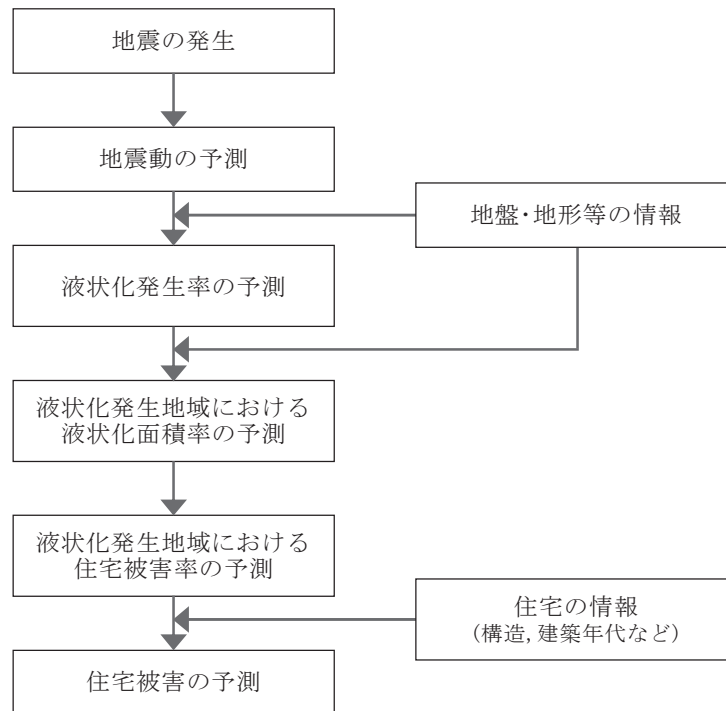 地震の発生
地震動の予測
地盤・地形等の情報
液状化発生率の予測
液状化発生地域における
液状化面積率の予測
液状化発生地域における
住宅被害率の予測
住宅の情報
(構造, 建築年代など)
住宅被害の予測